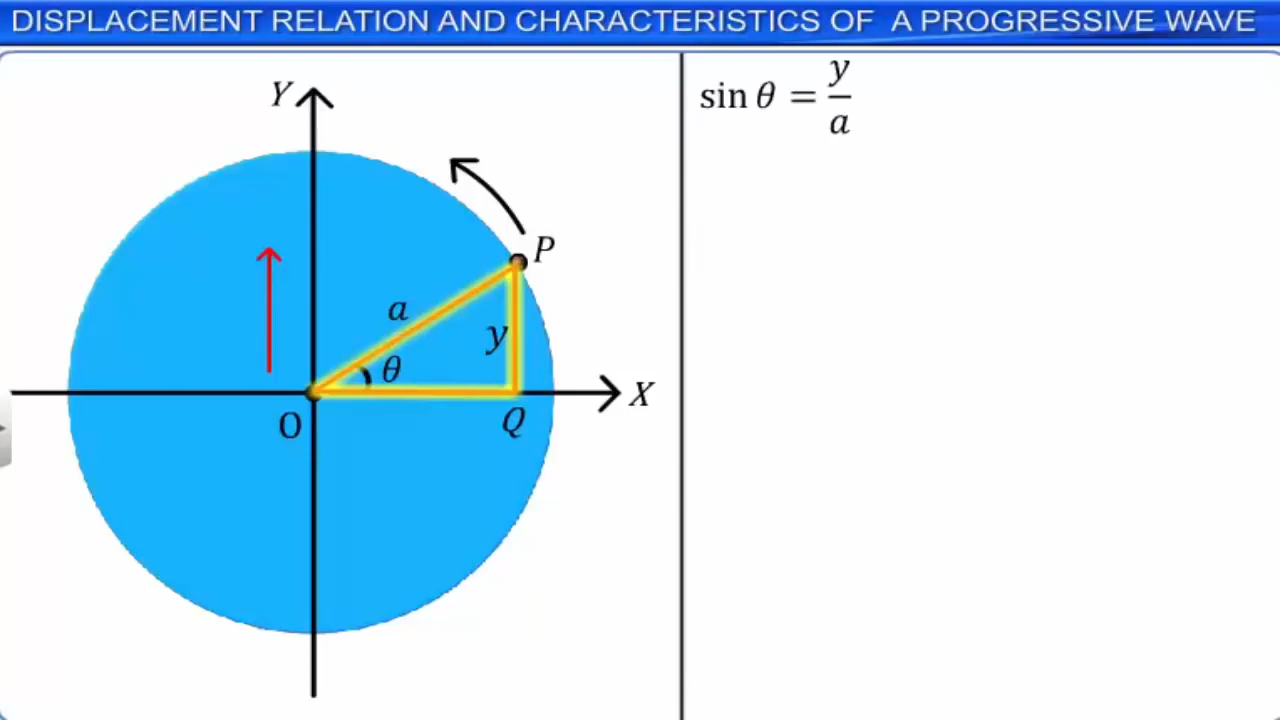 DISPLACEMENT RELATION AND CHARACTERISTICS OF A PROGRESSIVE WAVE
sin θ = y/a
Y
P
a
y
θ
X
O
Q